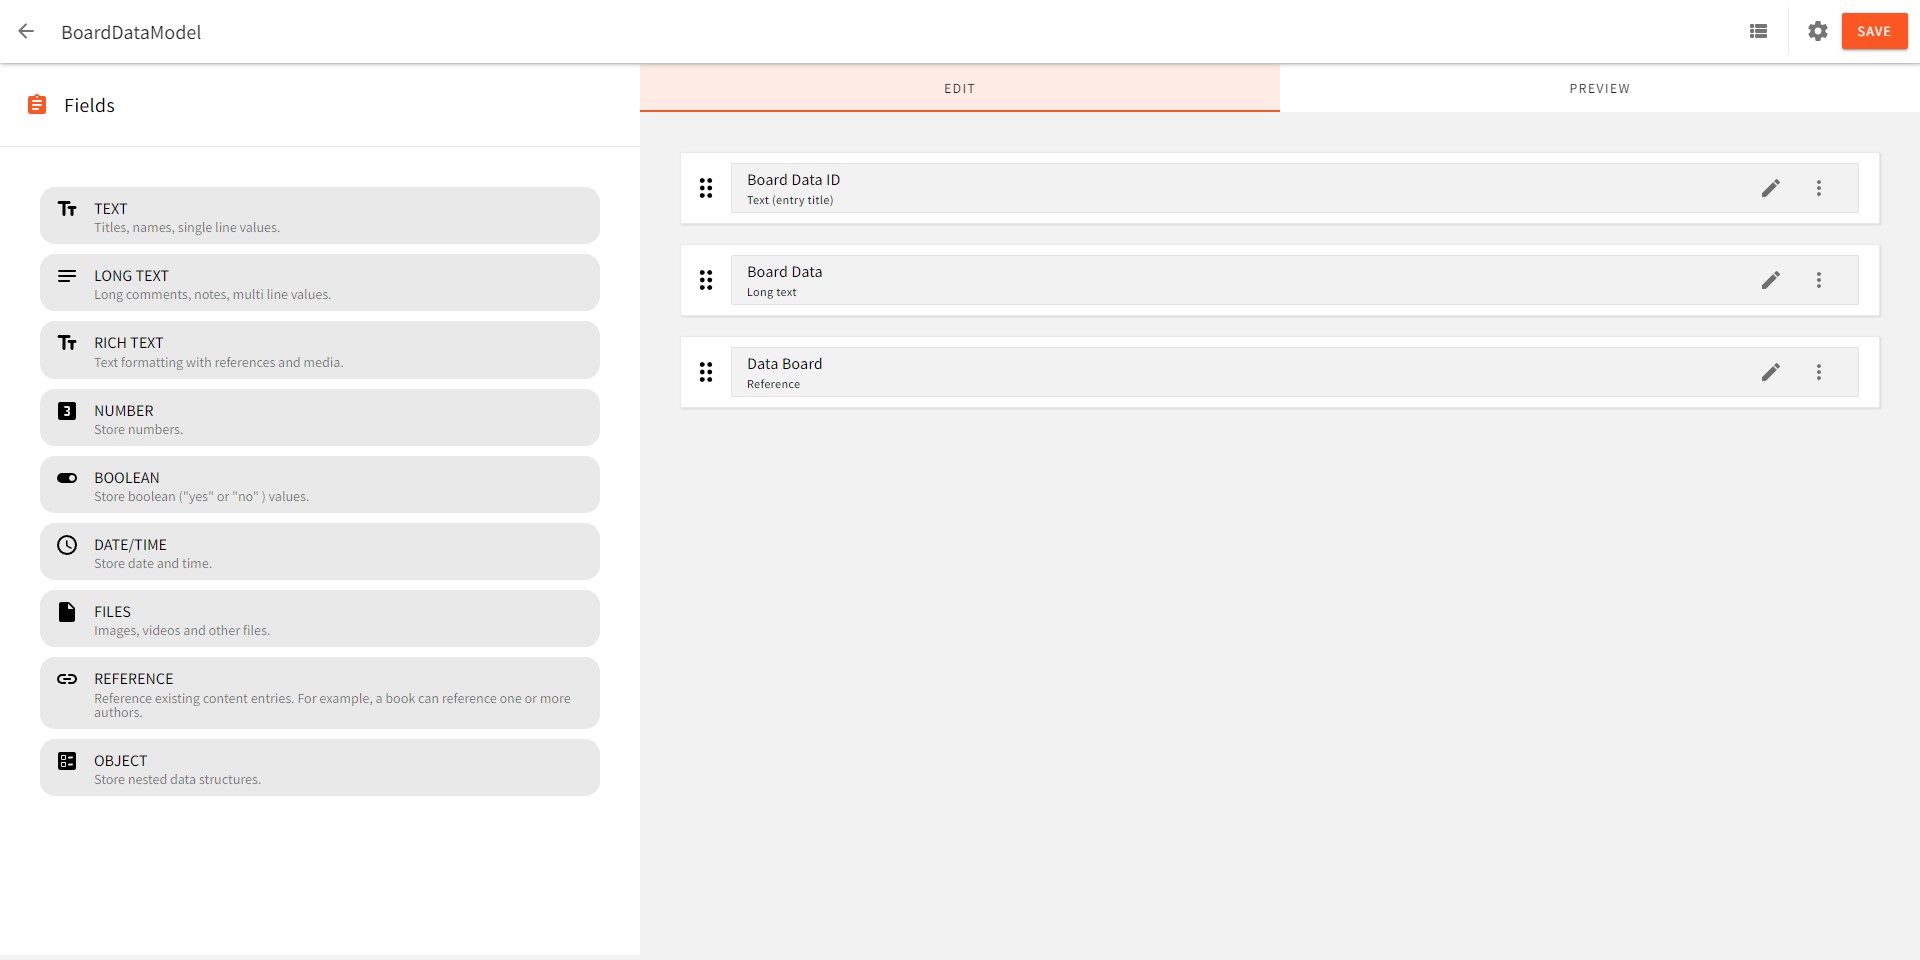 BoardDataModel
SAVE
Fields
EDIT
PREVIEW
TEXT
Titles, names, single line values.
LONG TEXT
Long comments, notes, multi line values.
RICH TEXT
Text formatting with references and media.
3
NUMBER
Store numbers.
BOOLEAN
Store boolean ("yes" or "no" ) values.
DATE/TIME
Store date and time.
FILES
Images, videos and other files.
REFERENCE
Reference existing content entries. For example, a book can reference one or more
authors.
OBJECT
Store nested data structures.
Board Data ID
Text (entry title)
Board Data
Long text
Data Board
Reference